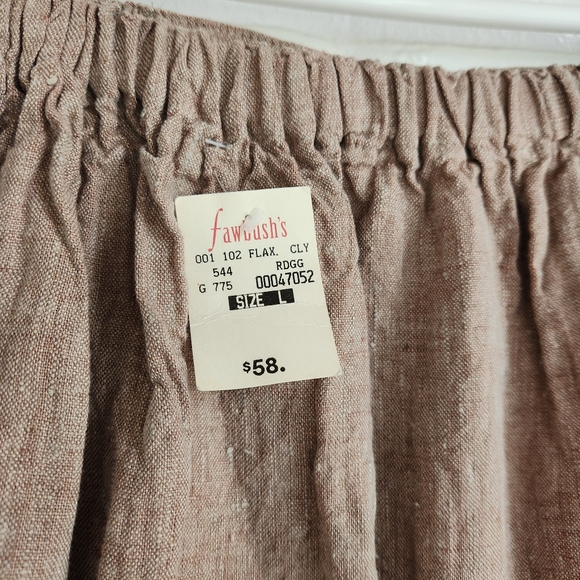 fawbush's
001 102 FLAX. CLY
544 RDGG
G 775 00047052
SIZE L
$58.